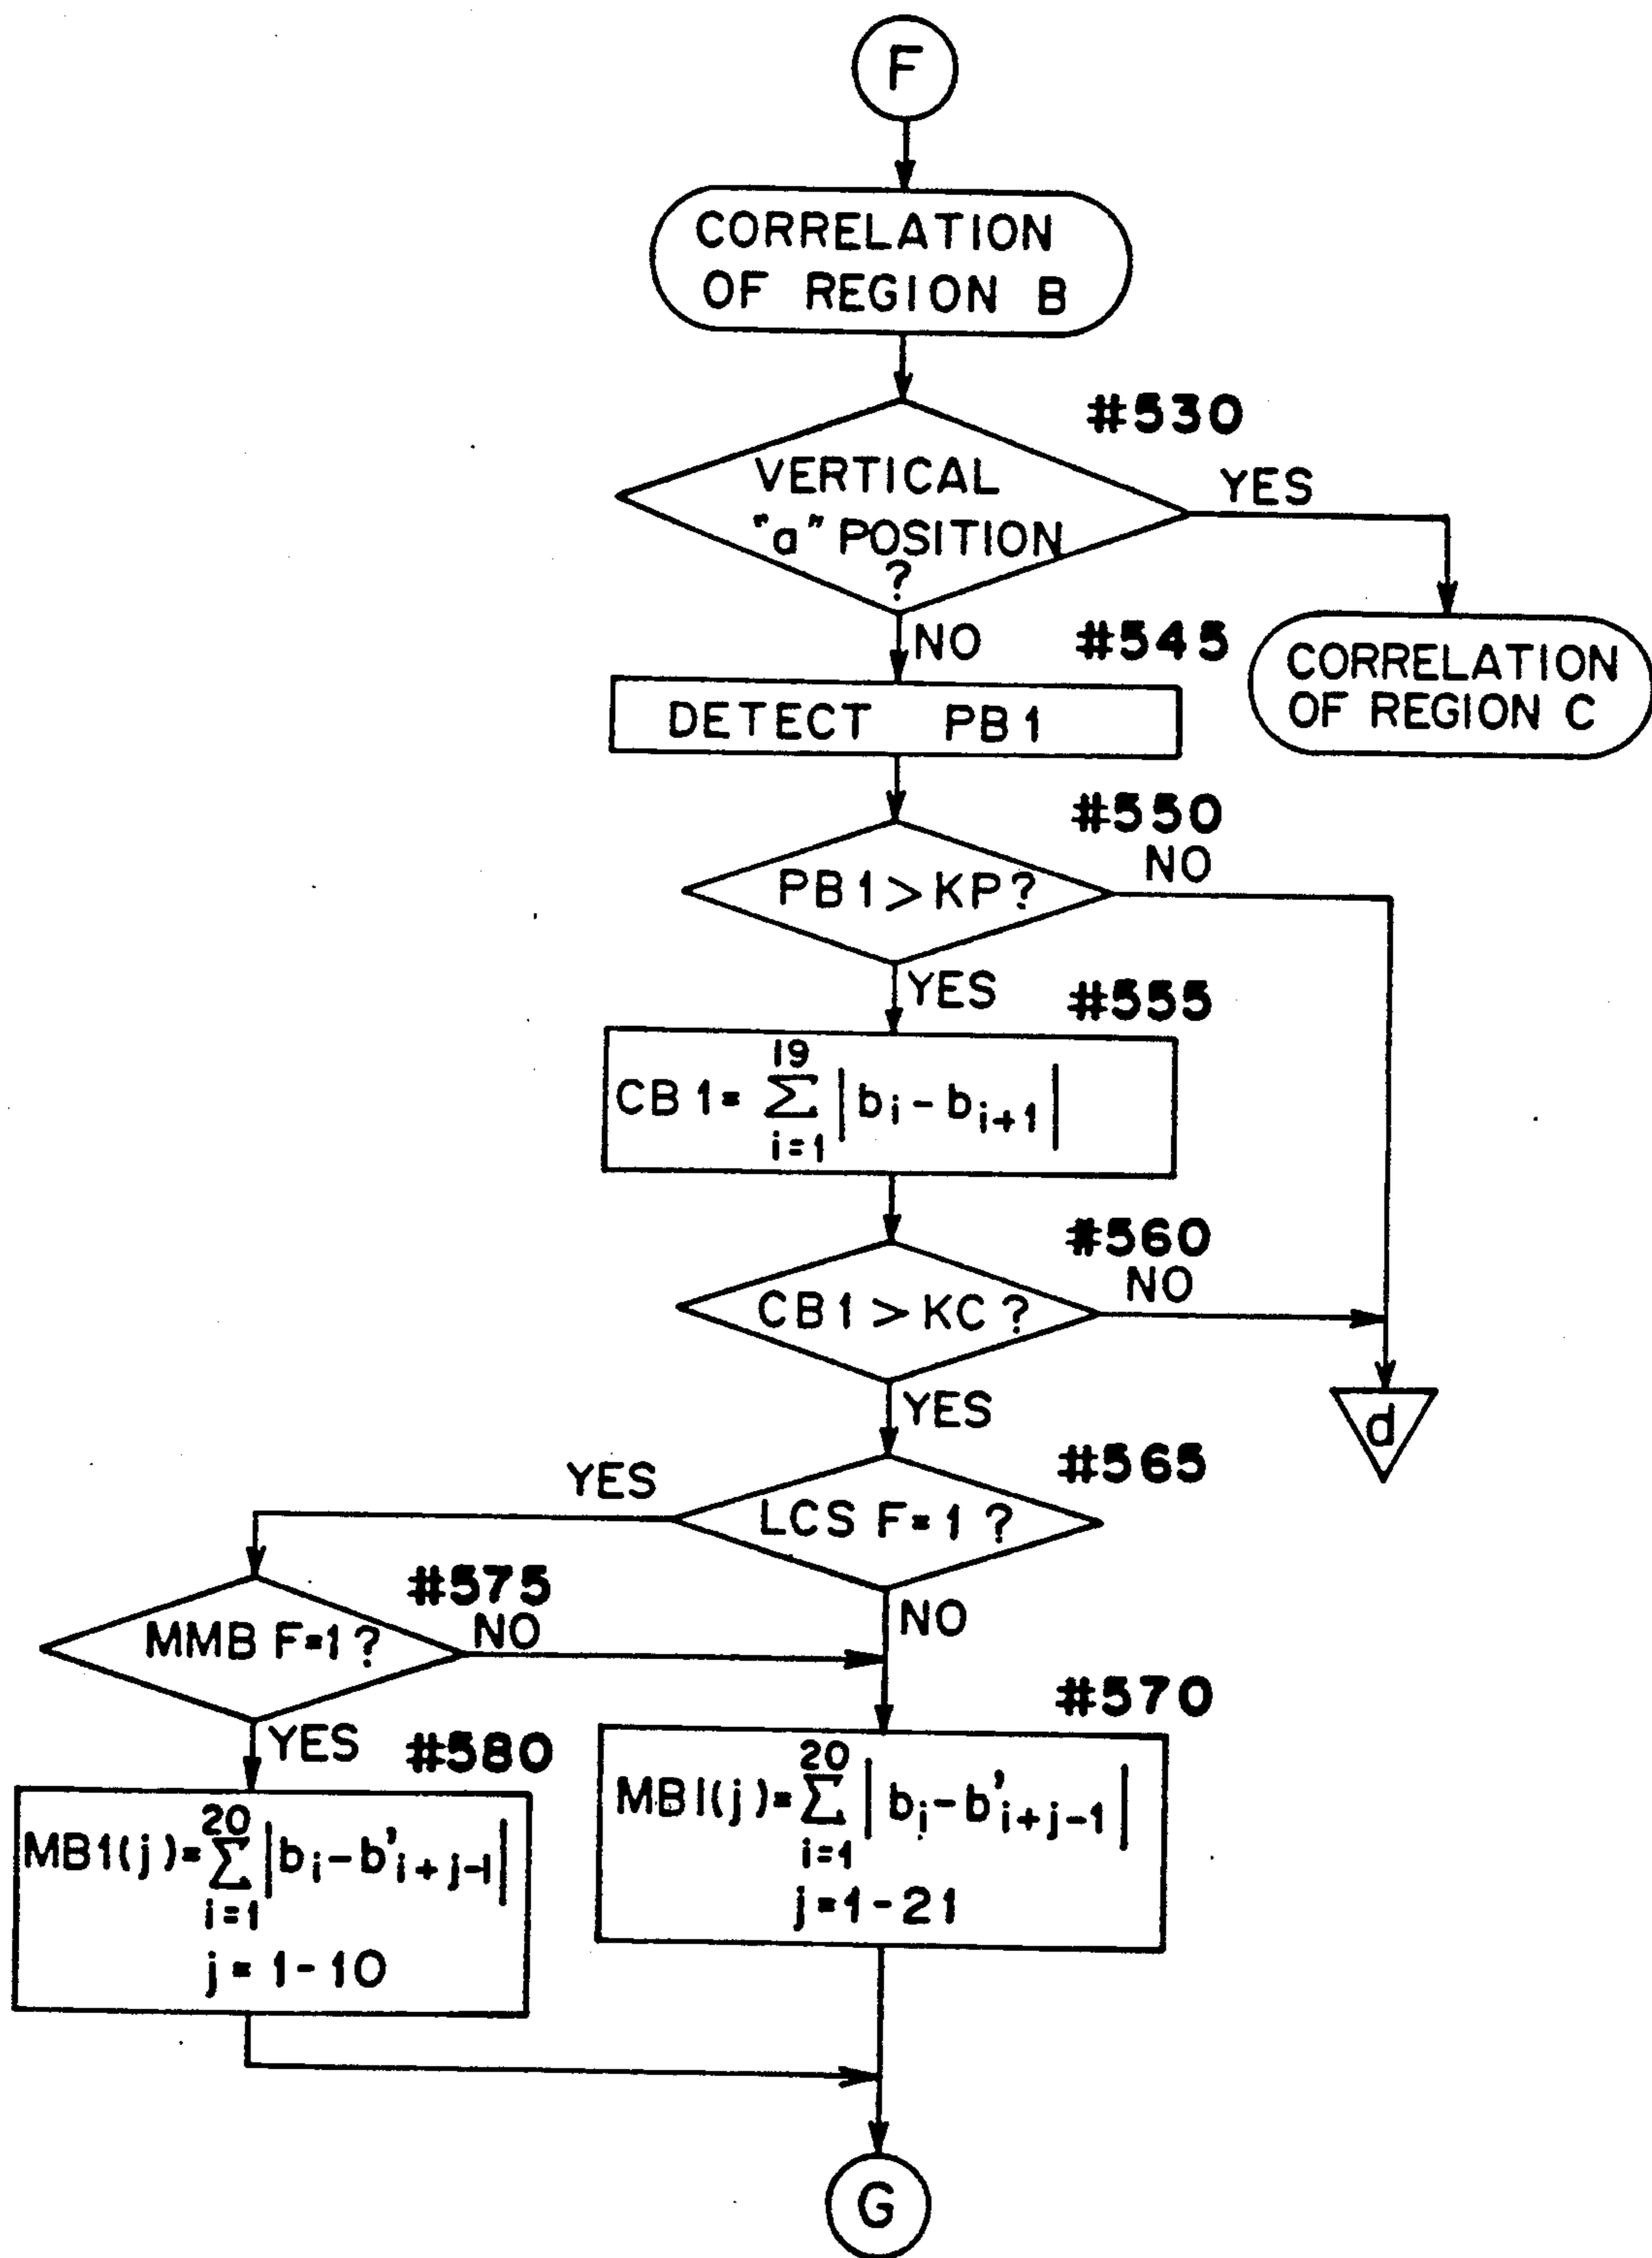 F
CORRELATION
OF REGION B
#530
VERTICAL
"a" POSITION
?
YES
NO
#545
CORRELATION
OF REGION C
DETECT PB1
#550
NO
PB1>KP?
YES
#555
CB1=∑_{i=1}^{19}|b_i-b_{i+1}|
#560
NO
CB1>KC?
YES
d
#565
YES
LCS F=1?
#575
NO
NO
MMB F=1?
#570
YES
#580
MB1(j)=∑_{i=1}^{20}|b_i-b'_{i+j-1}|
j=1-21
MB1(j)=∑_{i=1}^{20}|b_i-b'_{i+j-1}|
j=1-10
G